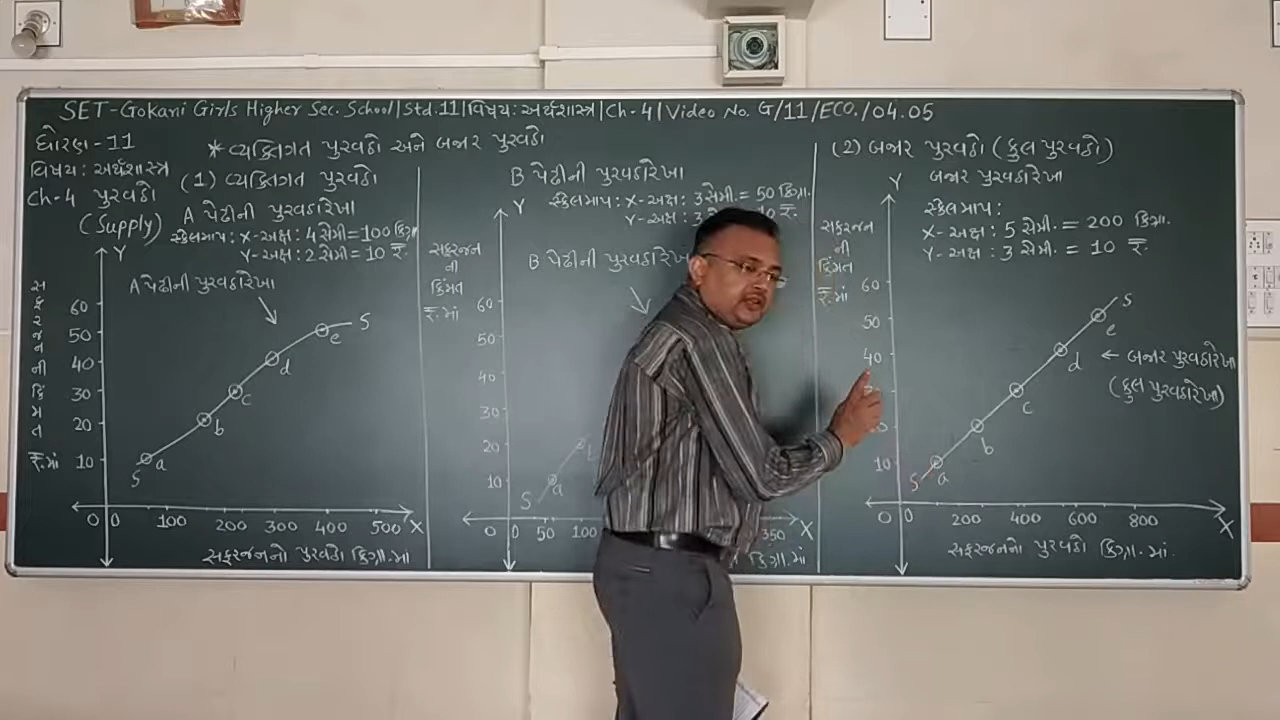 SET-Gokani Girls Higher Sec. School | Std.11 | વિષય: અર્થશાસ્ત્ર | Ch-4 | Video No. G/11/ECO./04.05
ધોરણ-11
વિષય: અર્થશાસ્ત્ર
Ch-4 પુરવઠો
(Supply)
* વ્યક્તિગત પુરવઠો અને બજાર પુરવઠો
(1) વ્યક્તિગત પુરવઠો
A પેઢીની પુરવઠારેખા
સ્કેલમાપ: X-અક્ષ: 4 સેમી = 100 કિગ્રા.
Y-અક્ષ: 2 સેમી = 10 ₹.
A પેઢીની પુરવઠારેખા
Y
સફરજનની કિંમત ₹.માં
60
50
40
30
20
10
S
a
b
c
d
e
S
0 0 100 200 300 400 500 X
સફરજનનો પુરવઠો કિગ્રા.માં
B પેઢીની પુરવઠારેખા
સ્કેલમાપ: X-અક્ષ: 3 સેમી. = 50 કિગ્રા.
Y-અક્ષ: 3
10 ₹.
B પેઢીની પુરવઠારેખા
Y
સફરજન
ની
કિંમત
₹.માં
60
50
40
30
20
10
S
a
0 0 50 100
350 X
કિગ્રા.માં
(2) બજાર પુરવઠો (કુલ પુરવઠો)
બજાર પુરવઠારેખા
સ્કેલમાપ:
X-અક્ષ: 5 સેમી. = 200 કિગ્રા.
Y-અક્ષ: 3 સેમી. = 10 ₹.
Y
સફરજન
ની
કિંમત
₹.માં
60
50
40
10
S
a
b
c
d
e
S
← બજાર પુરવઠારેખા
(કુલ પુરવઠારેખા)
0 0 200 400 600 800 X
સફરજનનો પુરવઠો કિગ્રા.માં.